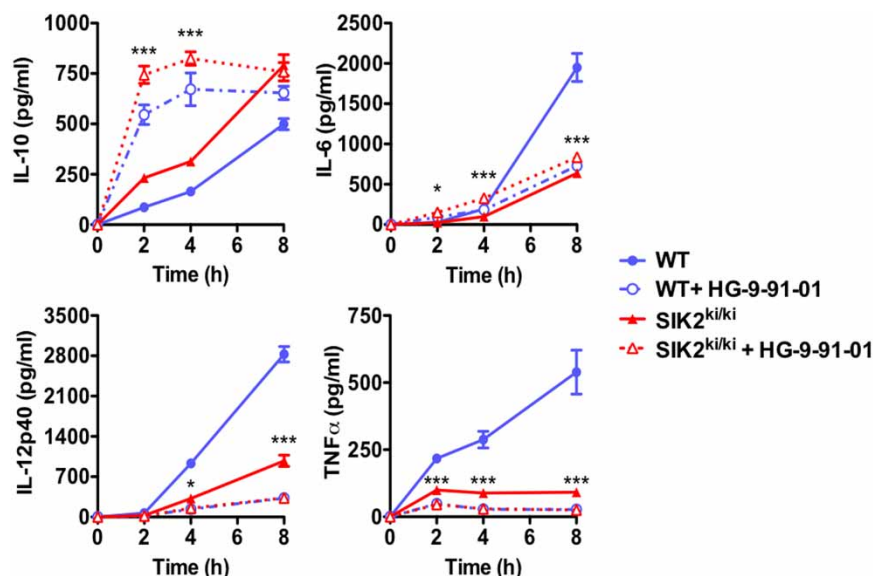 IL-10 (pg/ml)
1000
750
500
250
0
***
***
0 2 4 6 8
Time (h)
IL-6 (pg/ml)
2000
1500
1000
500
0
*
***
***
0 2 4 6 8
Time (h)
IL-12p40 (pg/ml)
3500
2800
2100
1400
700
0
*
***
0 2 4 6 8
Time (h)
TNFα (pg/ml)
750
500
250
0
***
***
***
0 2 4 6 8
Time (h)
WT
WT+ HG-9-91-01
SIK2ki/ki
SIK2ki/ki + HG-9-91-01